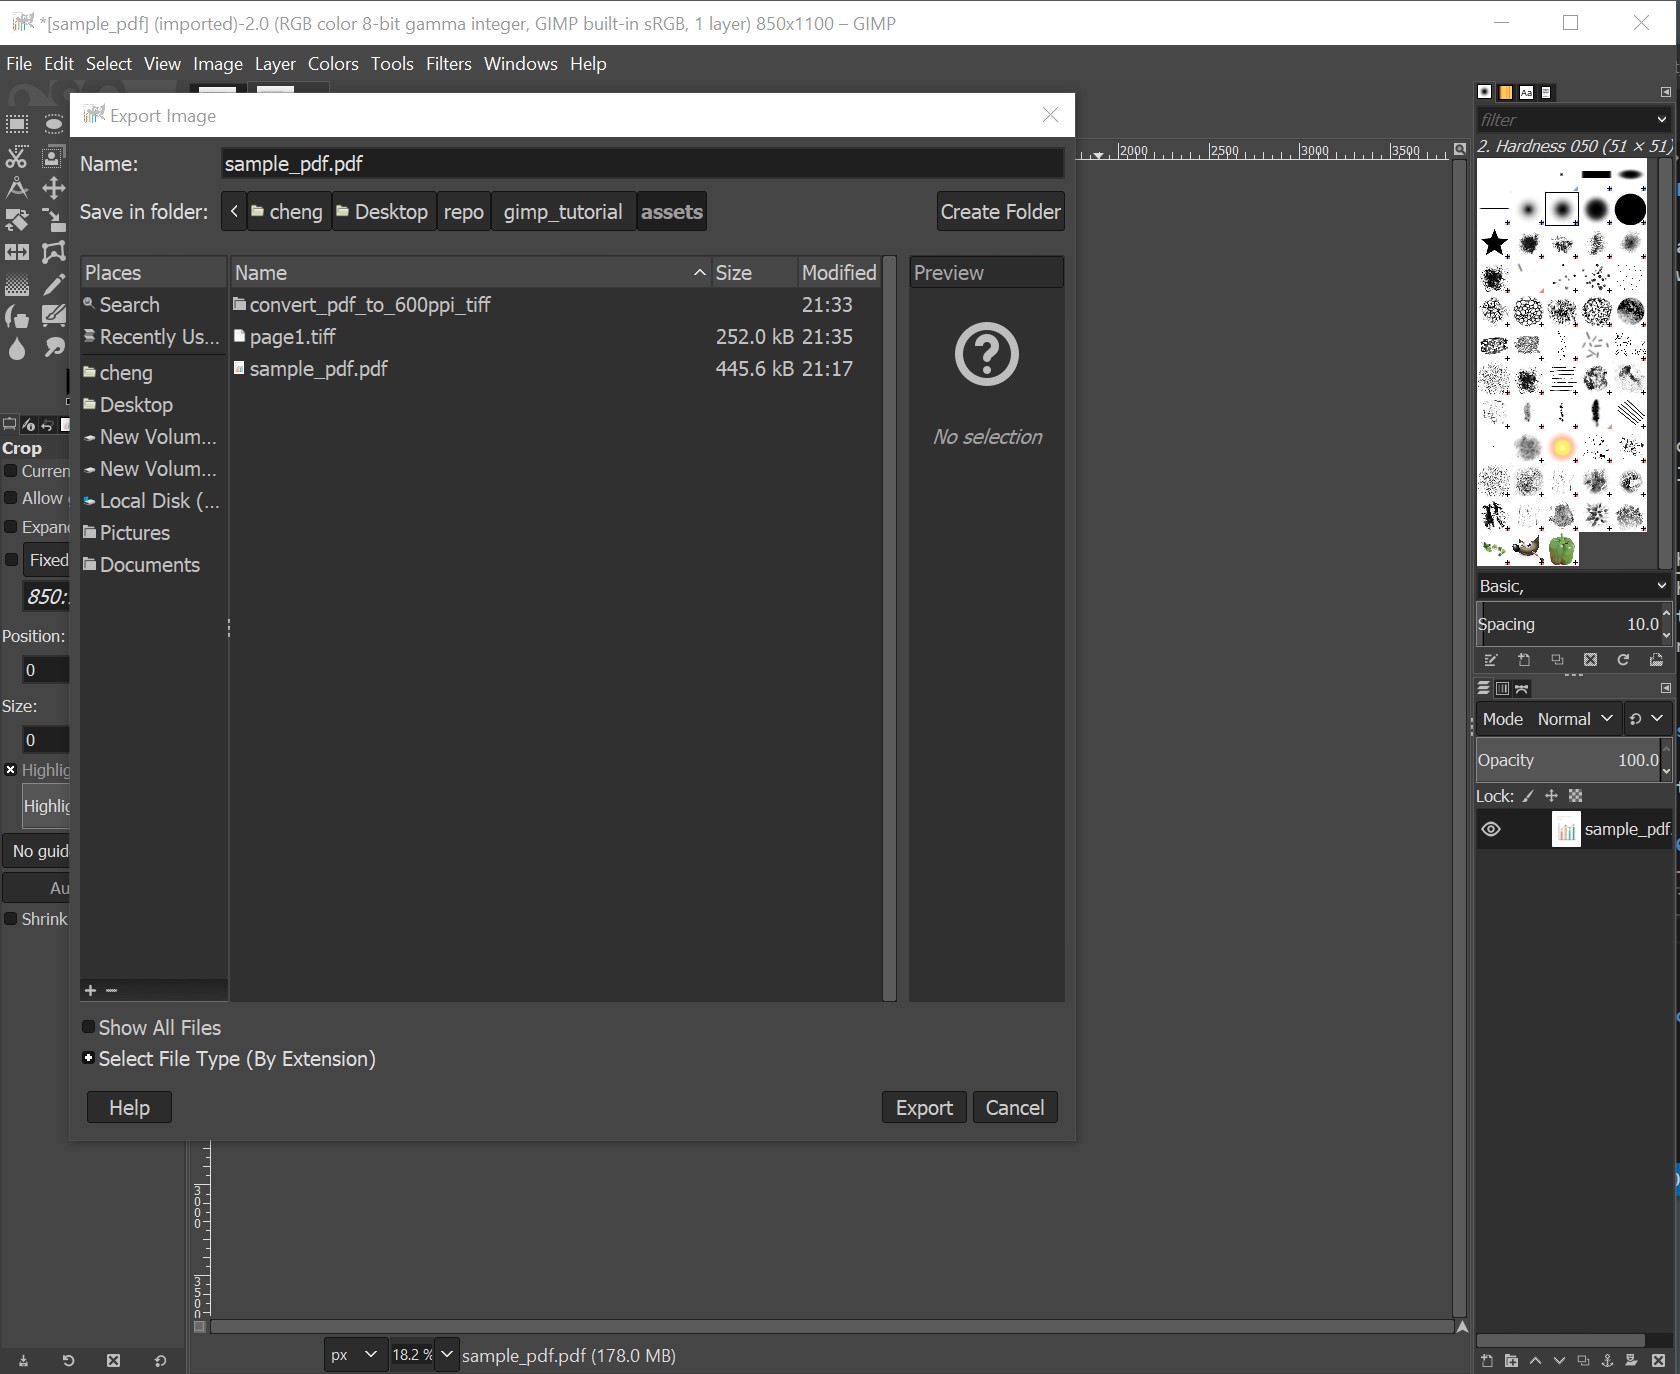 *[sample_pdf] (imported)-2.0 (RGB color 8-bit gamma integer, GIMP built-in sRGB, 1 layer) 850x1100 – GIMP
File Edit Select View Image Layer Colors Tools Filters Windows Help
Export Image
Name: sample_pdf.pdf
Save in folder: cheng Desktop repo gimp_tutorial assets Create Folder
Places Name Size Modified Preview
Search convert_pdf_to_600ppi_tiff 21:33
Recently Us... page1.tiff 252.0 kB 21:35
cheng sample_pdf.pdf 445.6 kB 21:17
Desktop
New Volum...
New Volum...
Local Disk (...
Pictures
Documents
No selection
Show All Files
Select File Type (By Extension)
Help Export Cancel
Crop
Curren
Allow
Expand
Fixed
850:
Position:
0
Size:
0
Highlig
Highlig
No guid
Au
Shrink
2000 2500 3000 3500
3000
3500
px 18.2 % sample_pdf.pdf (178.0 MB)
Aa
filter
2. Hardness 050 (51 × 51)
Basic,
Spacing 10.0
Mode Normal
Opacity 100.0
Lock:
sample_pdf.